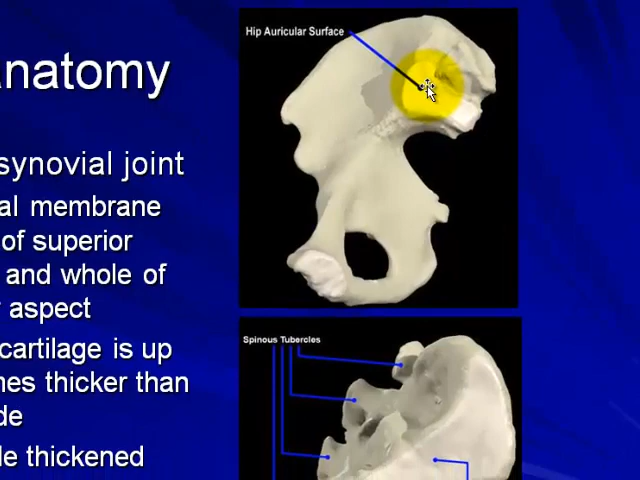 natomy
synovial joint
al membrane
of superior
and whole of
aspect
cartilage is up
mes thicker than
de
le thickened
Hip Auricular Surface
Spinous Tubercles